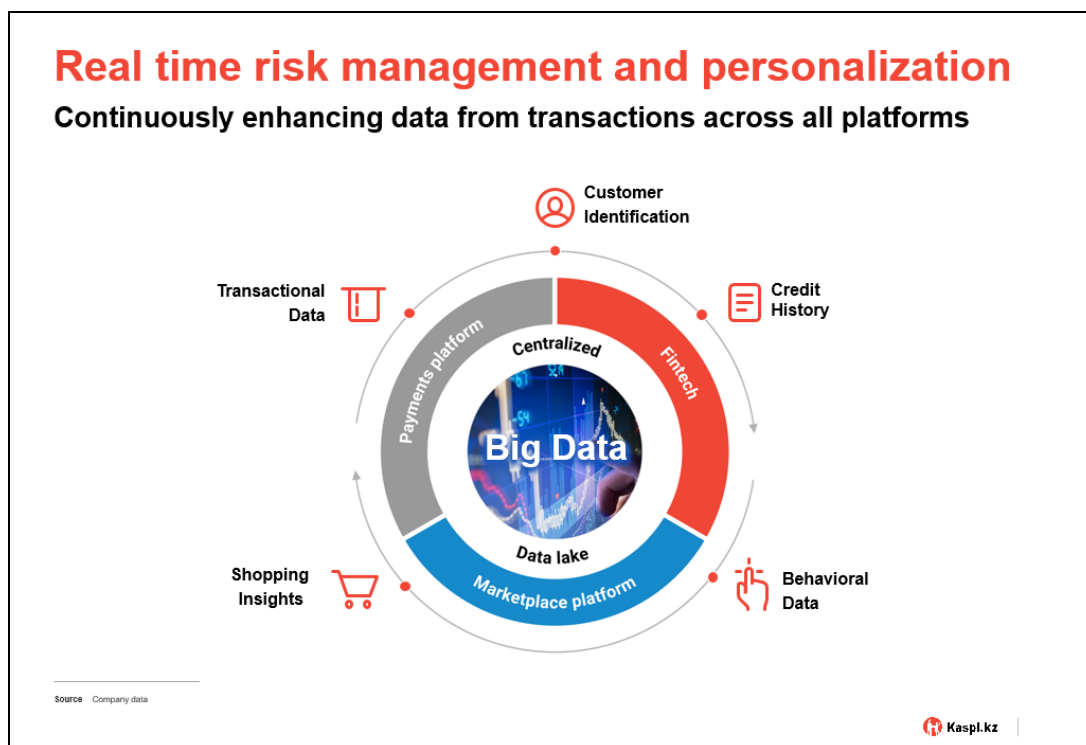 Real time risk management and personalization
Continuously enhancing data from transactions across all platforms
Customer
Identification
Transactional
Data
Credit
History
Payments platform
Centralized
Fintech
-67
-54
Big Data
Data lake
Marketplace platform
Shopping
Insights
Behavioral
Data
Source Company data
Kaspi.kz